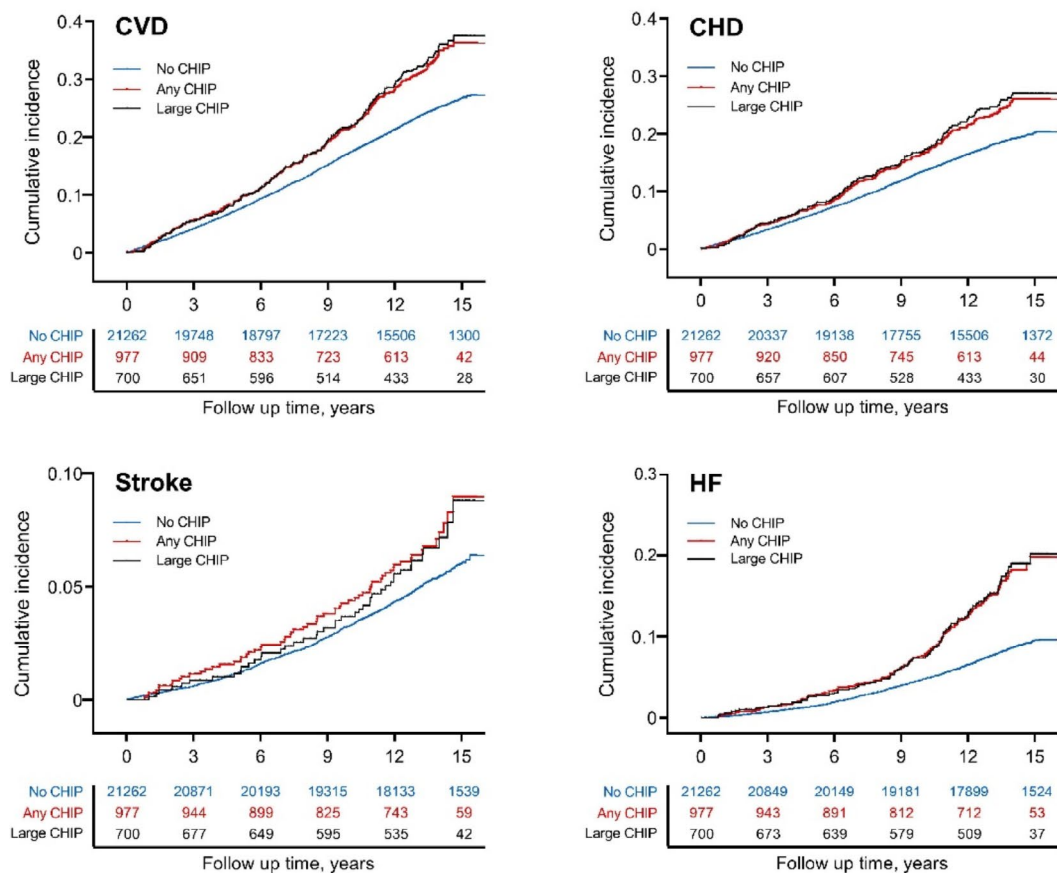 CVD
No CHIP
Any CHIP
Large CHIP
Cumulative incidence
0.4
0.3
0.2
0.1
0
0 3 6 9 12 15
No CHIP 21262 19748 18797 17223 15506 1300
Any CHIP 977 909 833 723 613 42
Large CHIP 700 651 596 514 433 28
Follow up time, years
CHD
No CHIP
Any CHIP
Large CHIP
Cumulative incidence
0.4
0.3
0.2
0.1
0
0 3 6 9 12 15
No CHIP 21262 20337 19138 17755 15506 1372
Any CHIP 977 920 850 745 613 44
Large CHIP 700 657 607 528 433 30
Follow up time, years
Stroke
No CHIP
Any CHIP
Large CHIP
Cumulative incidence
0.10
0.05
0
0 3 6 9 12 15
No CHIP 21262 20871 20193 19315 18133 1539
Any CHIP 977 944 899 825 743 59
Large CHIP 700 677 649 595 535 42
Follow up time, years
HF
No CHIP
Any CHIP
Large CHIP
Cumulative incidence
0.3
0.2
0.1
0
0 3 6 9 12 15
No CHIP 21262 20849 20149 19181 17899 1524
Any CHIP 977 943 891 812 712 53
Large CHIP 700 673 639 579 509 37
Follow up time, years